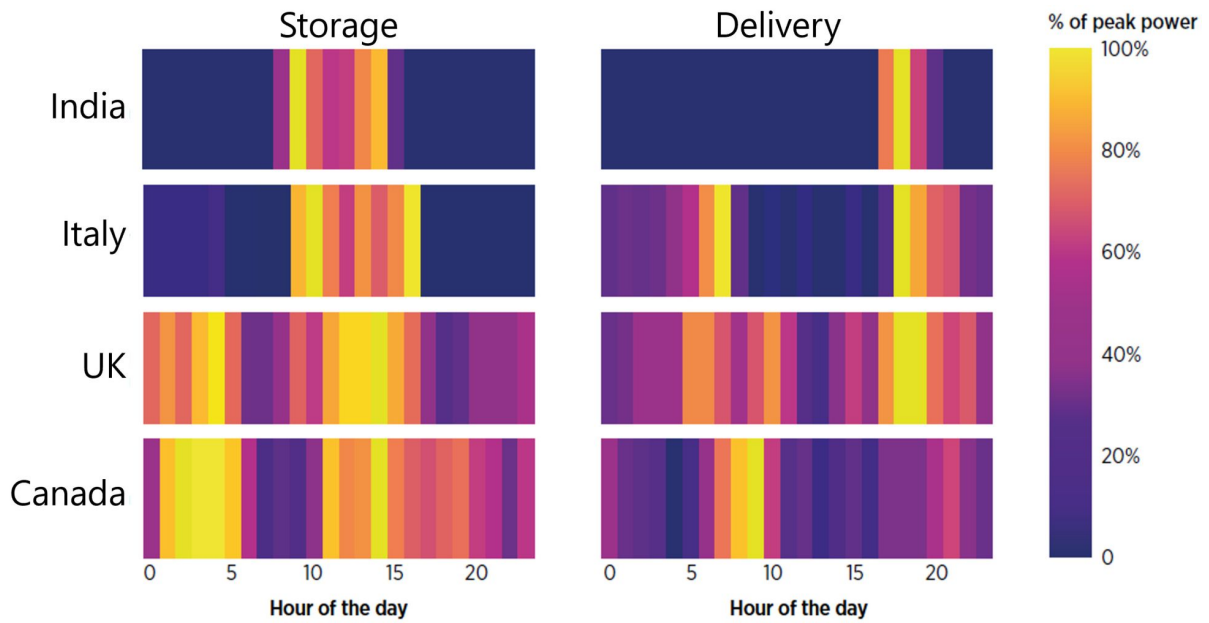 Storage
Delivery
% of peak power
India
Italy
UK
Canada
100%
80%
60%
40%
20%
0
0 5 10 15 20
0 5 10 15 20
Hour of the day
Hour of the day